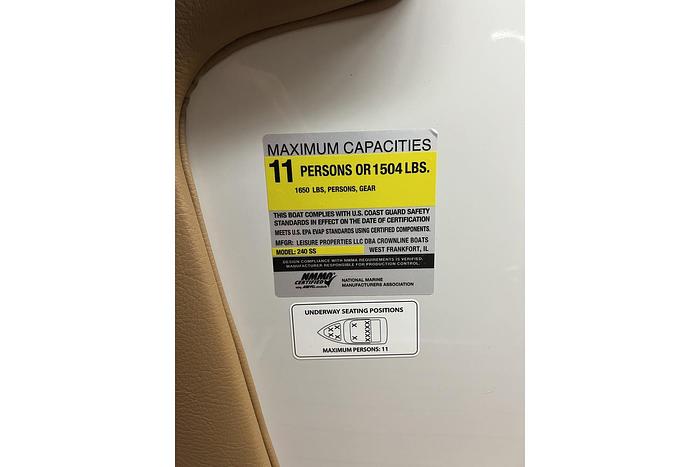 MAXIMUM CAPACITIES
11 PERSONS OR 1504 LBS.
1650 LBS, PERSONS, GEAR
THIS BOAT COMPLIES WITH U.S. COAST GUARD SAFETY
STANDARDS IN EFFECT ON THE DATE OF CERTIFICATION
MEETS U.S. EPA EVAP STANDARDS USING CERTIFIED COMPONENTS.
MFGR: LEISURE PROPERTIES LLC DBA CROWNLINE BOATS
MODEL: 240 SS WEST FRANKFORT, IL
DESIGN COMPLIANCE WITH NMMA REQUIREMENTS IS VERIFIED.
MANUFACTURER RESPONSIBLE FOR PRODUCTION CONTROL.
NMMA
CERTIFIED
using ABYC standards
NATIONAL MARINE
MANUFACTURERS ASSOCIATION
UNDERWAY SEATING POSITIONS
MAXIMUM PERSONS: 11